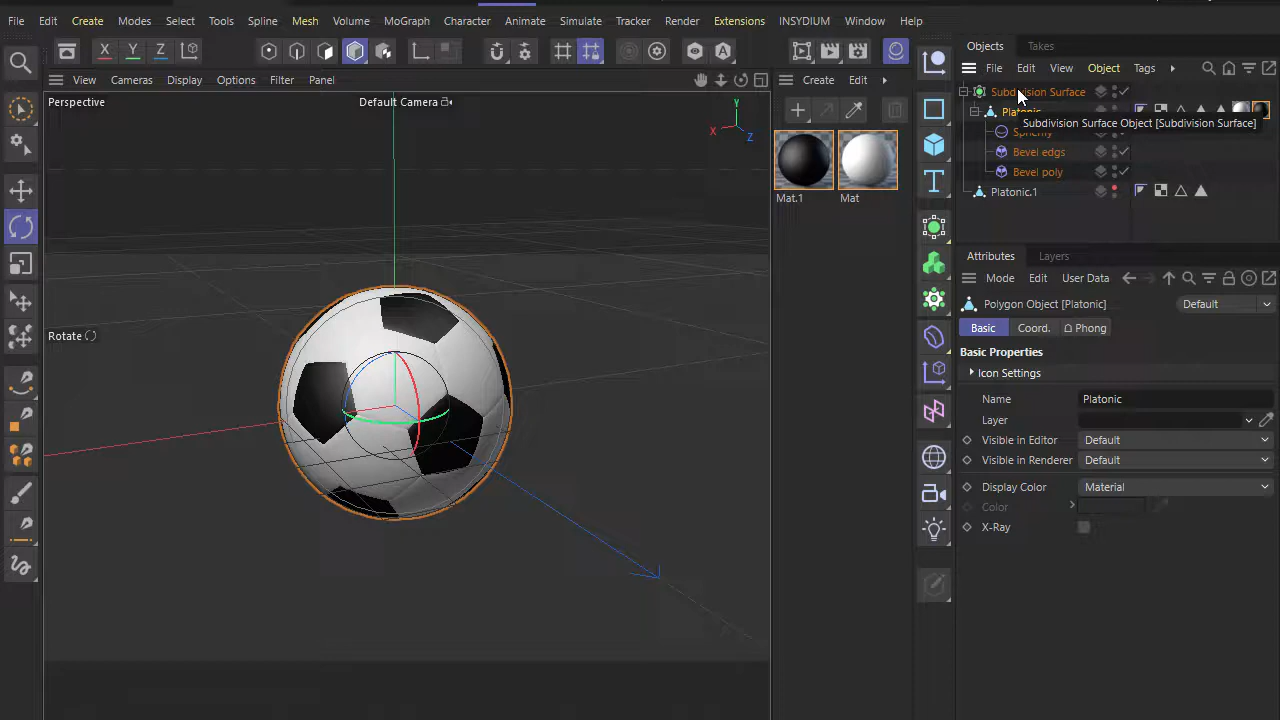 File Edit Create Modes Select Tools Spline Mesh Volume MoGraph Character Animate Simulate Tracker Render Extensions INSYDIUM Window Help
X Y Z
A
View Cameras Display Options Filter Panel
Perspective
Default Camera
Y
X
Z
Rotate
Create Edit
Mat.1
Mat
T
Objects Takes
File Edit View Object Tags
Subdivision Surface
Platonic
Subdivision Surface Object [Subdivision Surface]
Spherify
Bevel edgs
Bevel poly
Platonic.1
Attributes Layers
Mode Edit User Data
Polygon Object [Platonic]
Default
Basic Coord. Phong
Basic Properties
Icon Settings
Name Platonic
Layer
Visible in Editor Default
Visible in Renderer Default
Display Color Material
Color
X-Ray